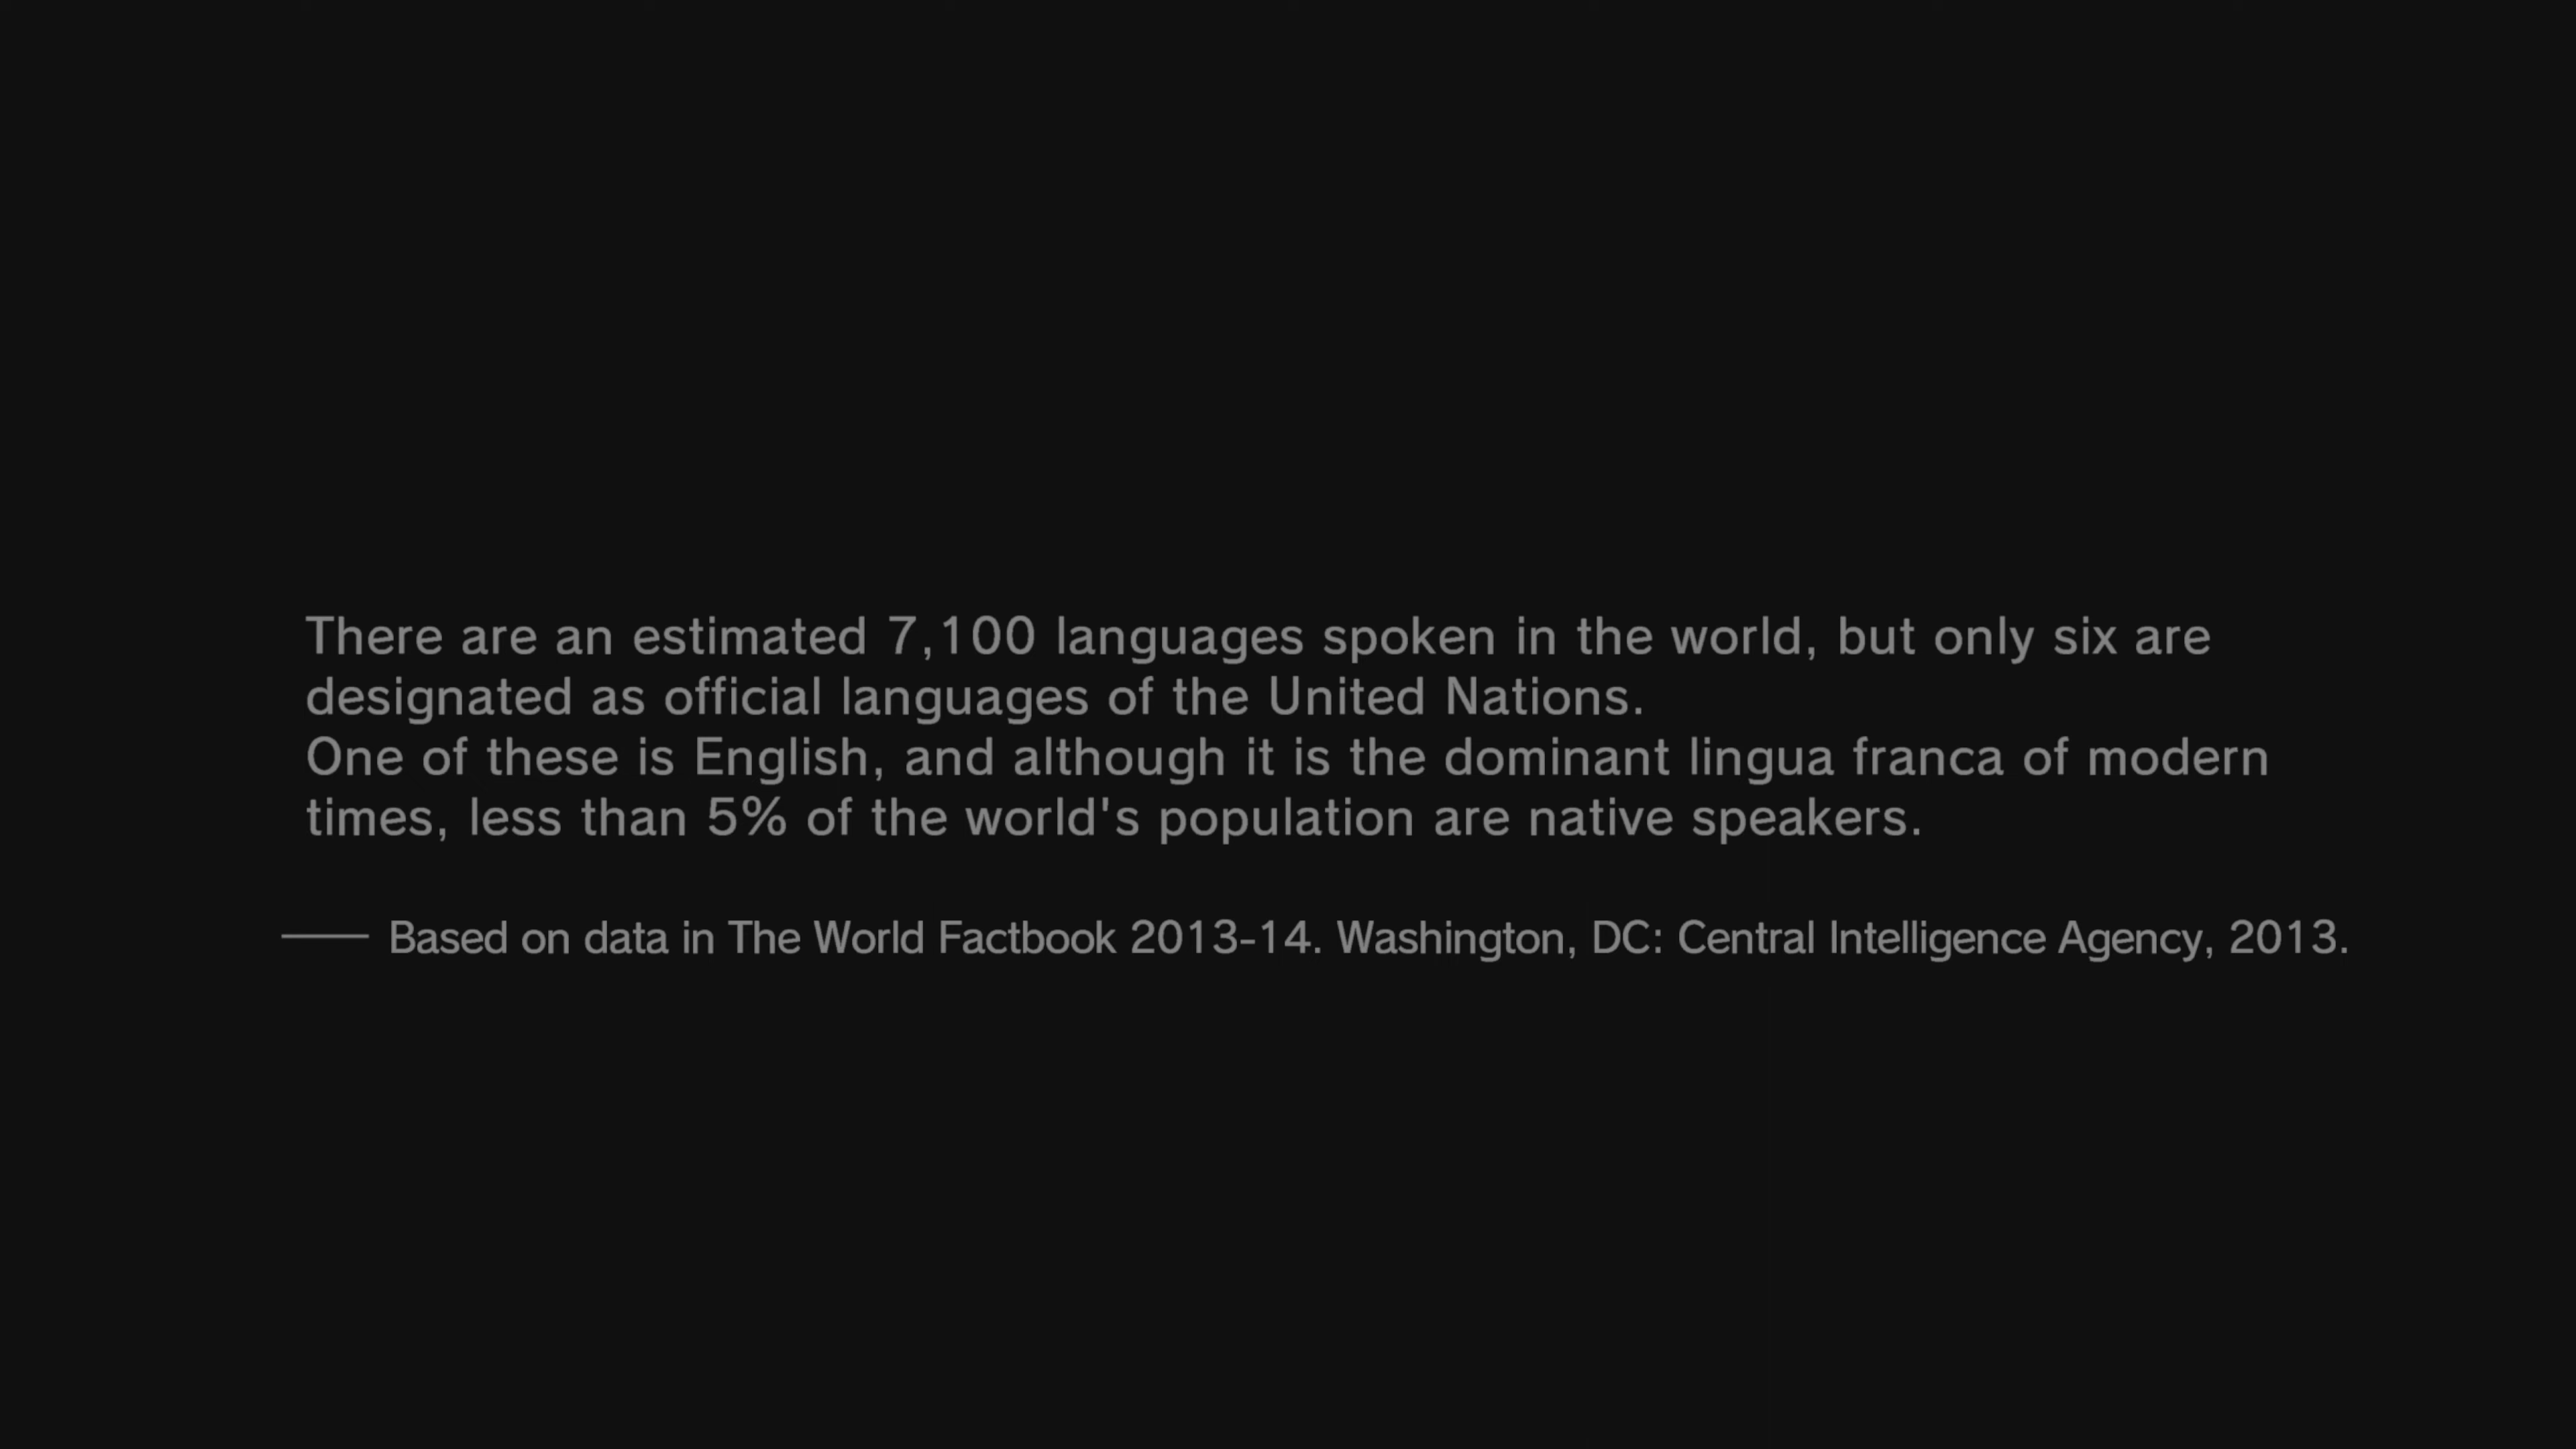 There are an estimated 7,100 languages spoken in the world, but only six are
designated as official languages of the United Nations.
One of these is English, and although it is the dominant lingua franca of modern
times, less than 5% of the world's population are native speakers.
—— Based on data in The World Factbook 2013-14. Washington, DC: Central Intelligence Agency, 2013.